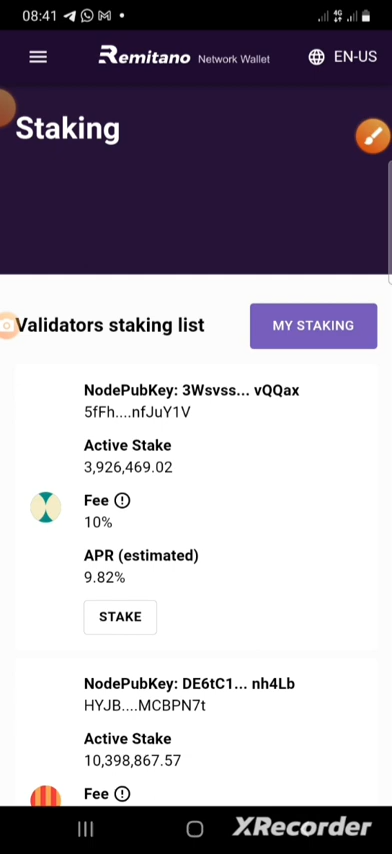 08:41
4G
Remitano Network Wallet
EN-US
Staking
Validators staking list
MY STAKING
NodePubKey: 3Wsvss... vQQax
5fFh....nfJuY1V
Active Stake
3,926,469.02
Fee
10%
APR (estimated)
9.82%
STAKE
NodePubKey: DE6tC1... nh4Lb
HYJB....MCBPN7t
Active Stake
10,398,867.57
Fee
XRecorder